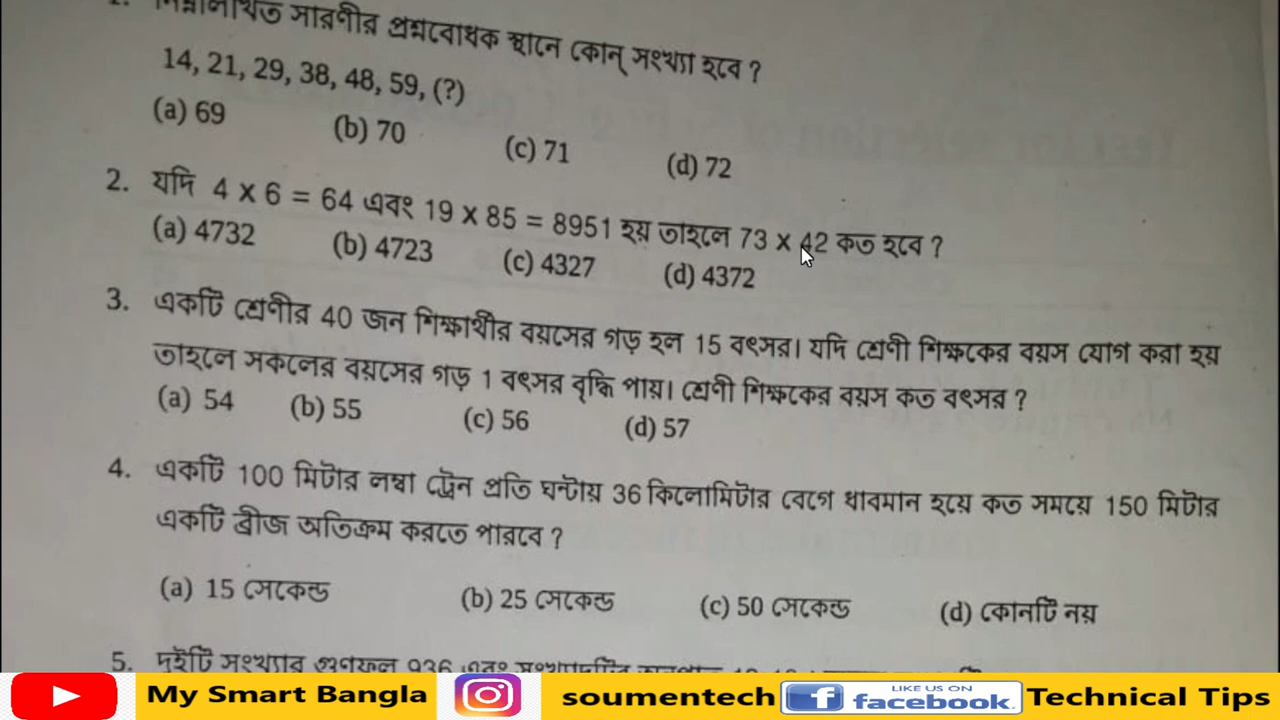 1. নিম্নলিখিত সারণীর প্রশ্নবোধক স্থানে কোন্ সংখ্যা হবে ?
14, 21, 29, 38, 48, 59, (?)
(a) 69 (b) 70 (c) 71 (d) 72
2. যদি 4 x 6 = 64 এবং 19 x 85 = 8951 হয় তাহলে 73 x 42 কত হবে ?
(a) 4732 (b) 4723 (c) 4327 (d) 4372
3. একটি শ্রেণীর 40 জন শিক্ষার্থীর বয়সের গড় হল 15 বৎসর। যদি শ্রেণী শিক্ষকের বয়স যোগ করা হয়
তাহলে সকলের বয়সের গড় 1 বৎসর বৃদ্ধি পায়। শ্রেণী শিক্ষকের বয়স কত বৎসর ?
(a) 54 (b) 55 (c) 56 (d) 57
4. একটি 100 মিটার লম্বা ট্রেন প্রতি ঘন্টায় 36 কিলোমিটার বেগে ধাবমান হয়ে কত সময়ে 150 মিটার
একটি ব্রীজ অতিক্রম করতে পারবে ?
(a) 15 সেকেন্ড (b) 25 সেকেন্ড (c) 50 সেকেন্ড (d) কোনটি নয়
5. দুইটি সংখ্যার গুণফল 936 এবং
My Smart Bangla soumentech LIKE US ON facebook. Technical Tips